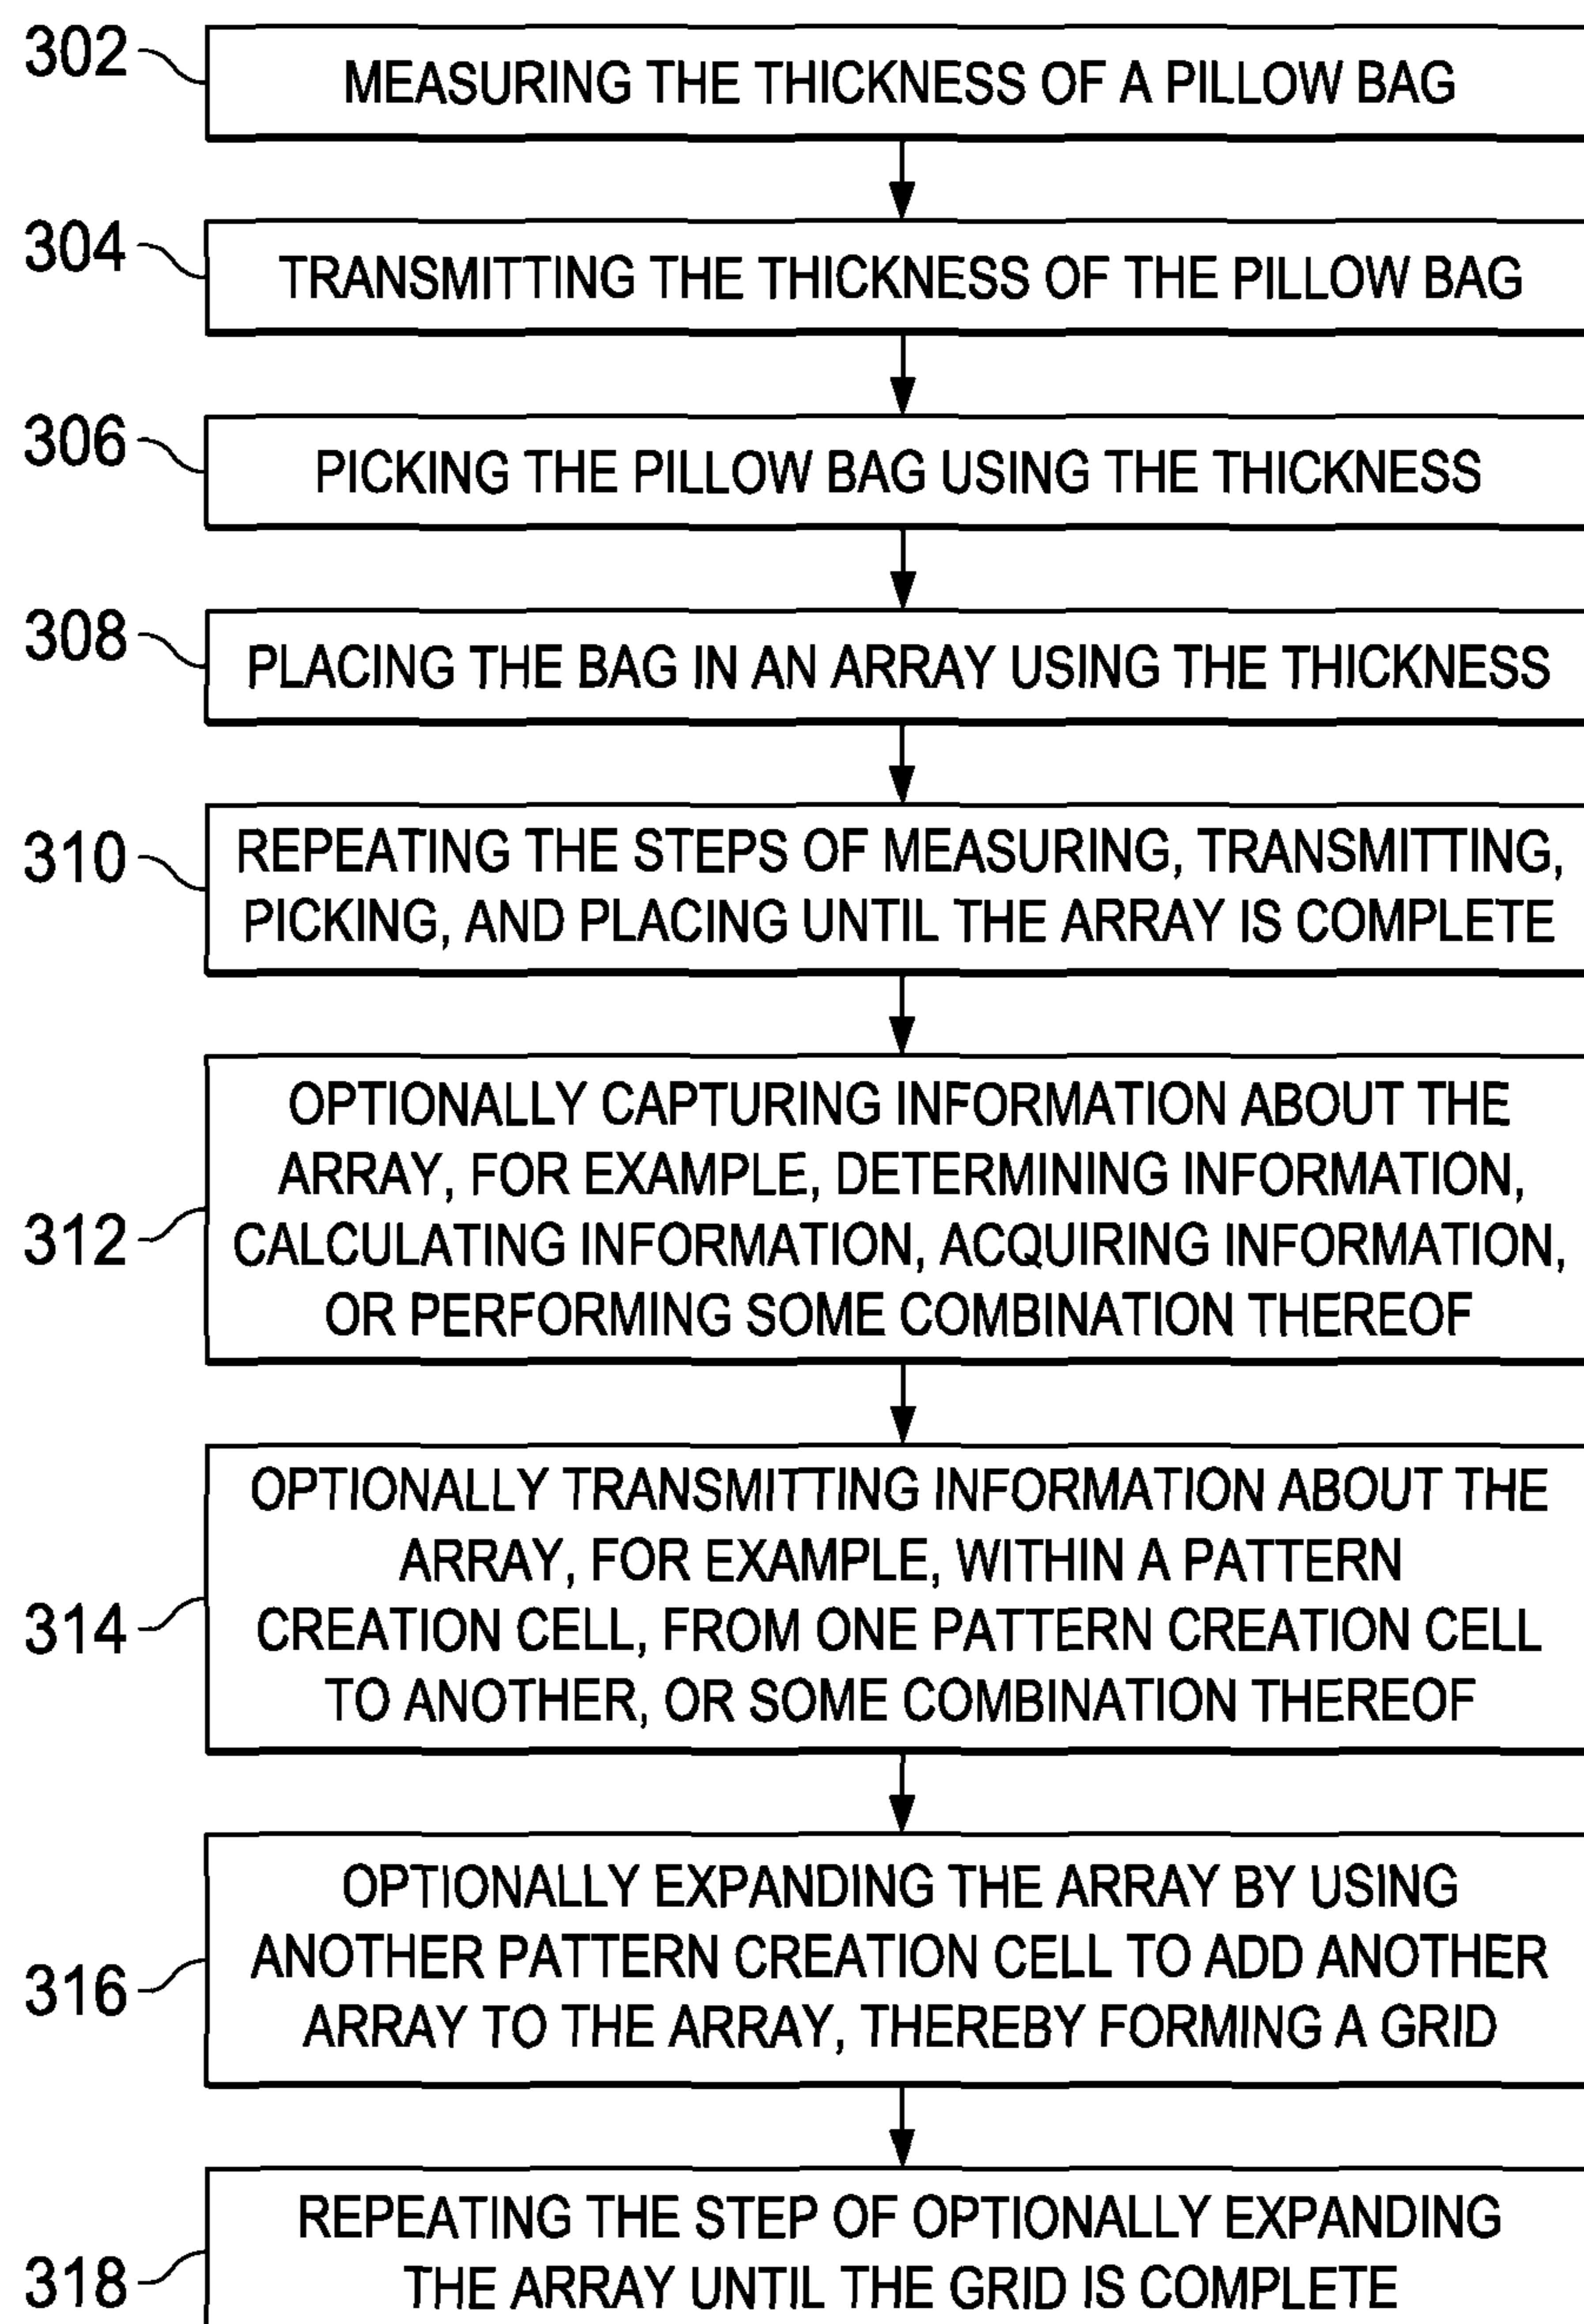 302
MEASURING THE THICKNESS OF A PILLOW BAG
304
TRANSMITTING THE THICKNESS OF THE PILLOW BAG
306
PICKING THE PILLOW BAG USING THE THICKNESS
308
PLACING THE BAG IN AN ARRAY USING THE THICKNESS
310
REPEATING THE STEPS OF MEASURING, TRANSMITTING,
PICKING, AND PLACING UNTIL THE ARRAY IS COMPLETE
312
OPTIONALLY CAPTURING INFORMATION ABOUT THE
ARRAY, FOR EXAMPLE, DETERMINING INFORMATION,
CALCULATING INFORMATION, ACQUIRING INFORMATION,
OR PERFORMING SOME COMBINATION THEREOF
314
OPTIONALLY TRANSMITTING INFORMATION ABOUT THE
ARRAY, FOR EXAMPLE, WITHIN A PATTERN
CREATION CELL, FROM ONE PATTERN CREATION CELL
TO ANOTHER, OR SOME COMBINATION THEREOF
316
OPTIONALLY EXPANDING THE ARRAY BY USING
ANOTHER PATTERN CREATION CELL TO ADD ANOTHER
ARRAY TO THE ARRAY, THEREBY FORMING A GRID
318
REPEATING THE STEP OF OPTIONALLY EXPANDING
THE ARRAY UNTIL THE GRID IS COMPLETE